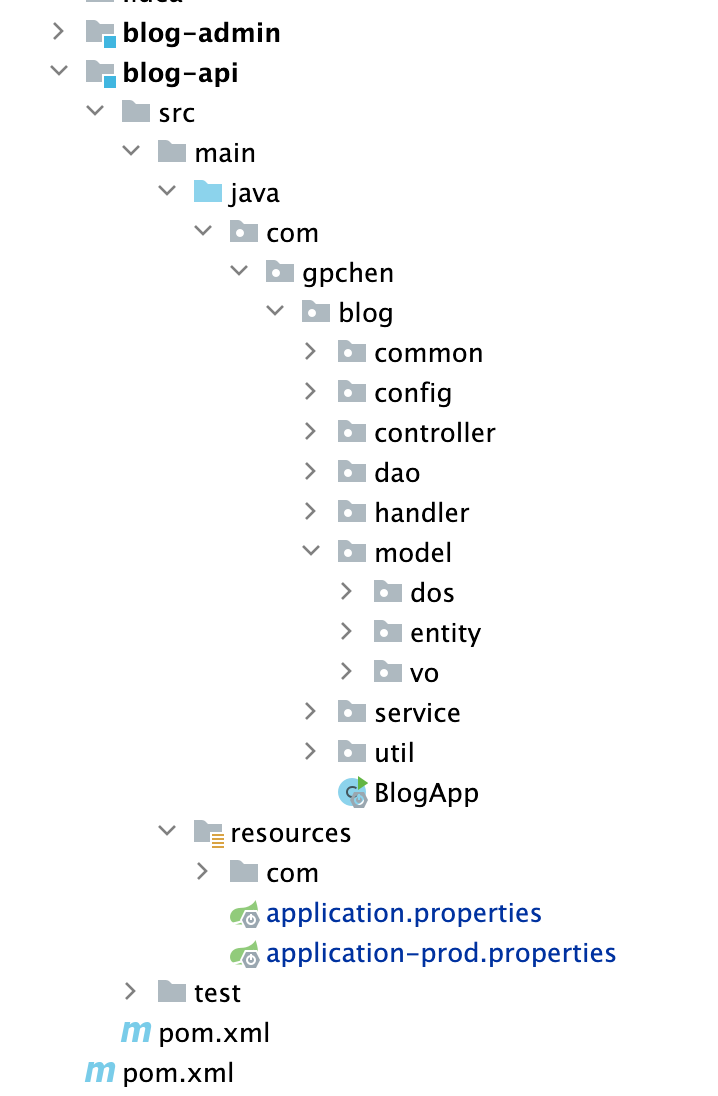 blog-admin
blog-api
src
main
java
com
gpchen
blog
common
config
controller
dao
handler
model
dos
entity
vo
service
util
BlogApp
resources
com
application.properties
application-prod.properties
test
pom.xml
pom.xml